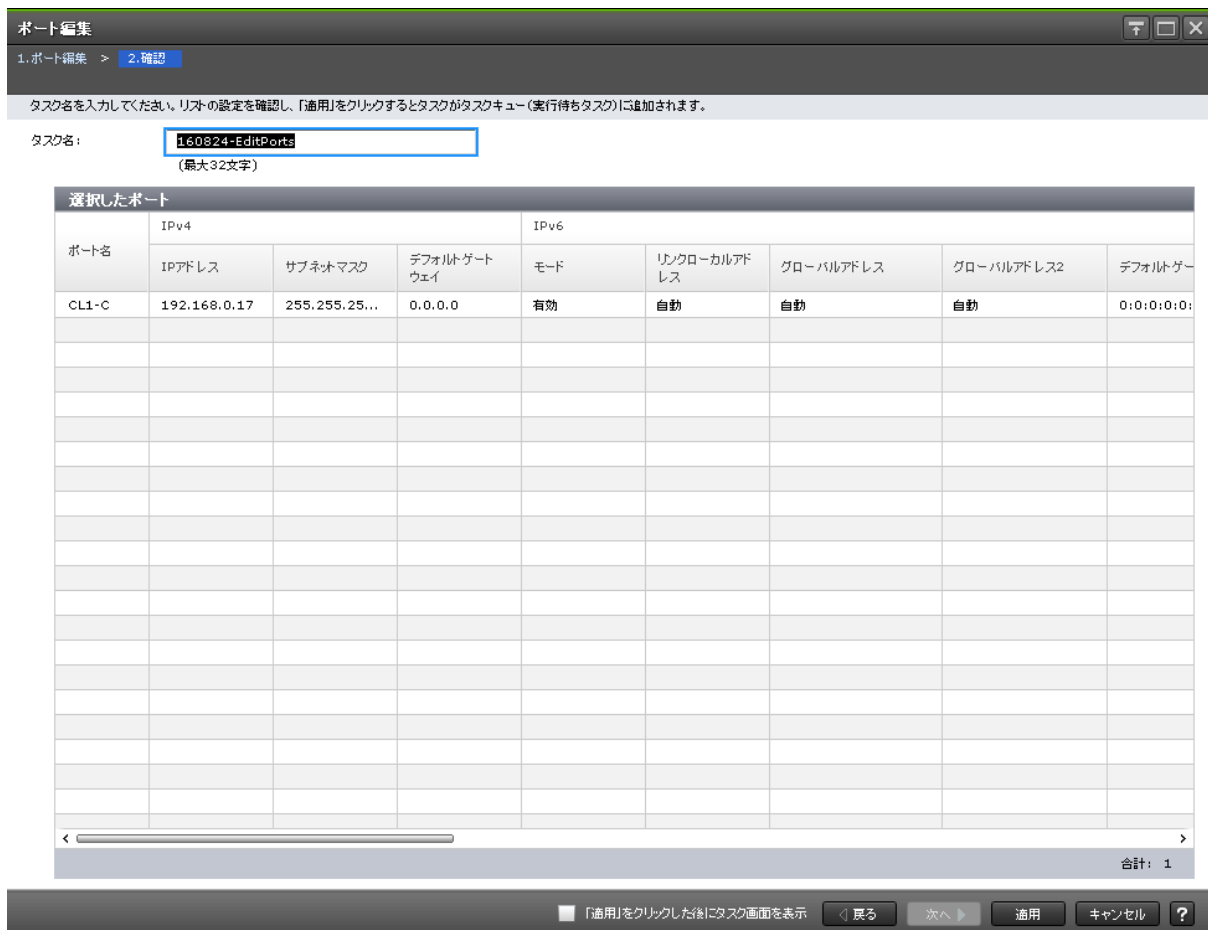 ポート編集
1.ポート編集 > 2.確認
タスク名を入力してください。リストの設定を確認し、「適用」をクリックするとタスクがタスクキュー(実行待ちタスク)に追加されます。
タスク名: 160824-EditPorts
(最大32文字)
選択したポート
ポート名 IPv4 IPv6
IPアドレス サブネットマスク デフォルトゲートウェイ モード リンクローカルアドレス グローバルアドレス グローバルアドレス2 デフォルトゲー
CL1-C 192.168.0.17 255.255.25... 0.0.0.0 有効 自動 自動 自動 0:0:0:0:0:
合計: 1
「適用」をクリックした後にタスク画面を表示 戻る 次へ 適用 キャンセル ?